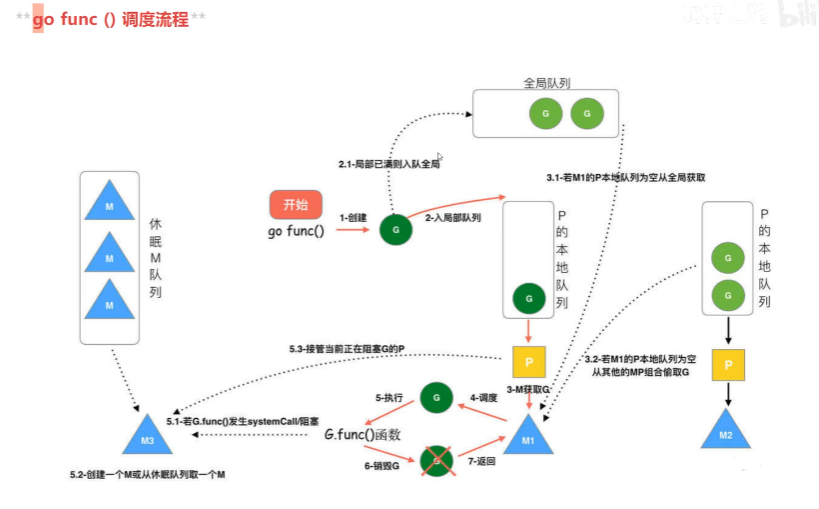 **go func () 调度流程**
全局队列
G
G
2.1-局部已满则入队全局
3.1-若M1的P本地队列为空从全局获取
开始
go func()
1-创建
G
2-入局部队列
P的本地队列
G
P的本地队列
G
G
M
M
M
休眠M队列
5.3-接管当前正在阻塞G的P
P
3-M获取G
3.2-若M1的P本地队列为空
从其他的MP组合偷取G
P
5-执行
G
4-调度
5.1-若G.func()发生systemCall/阻塞
G.func()函数
M3
M1
M2
6-销毁G
G
7-返回
5.2-创建一个M或从休眠队列取一个M